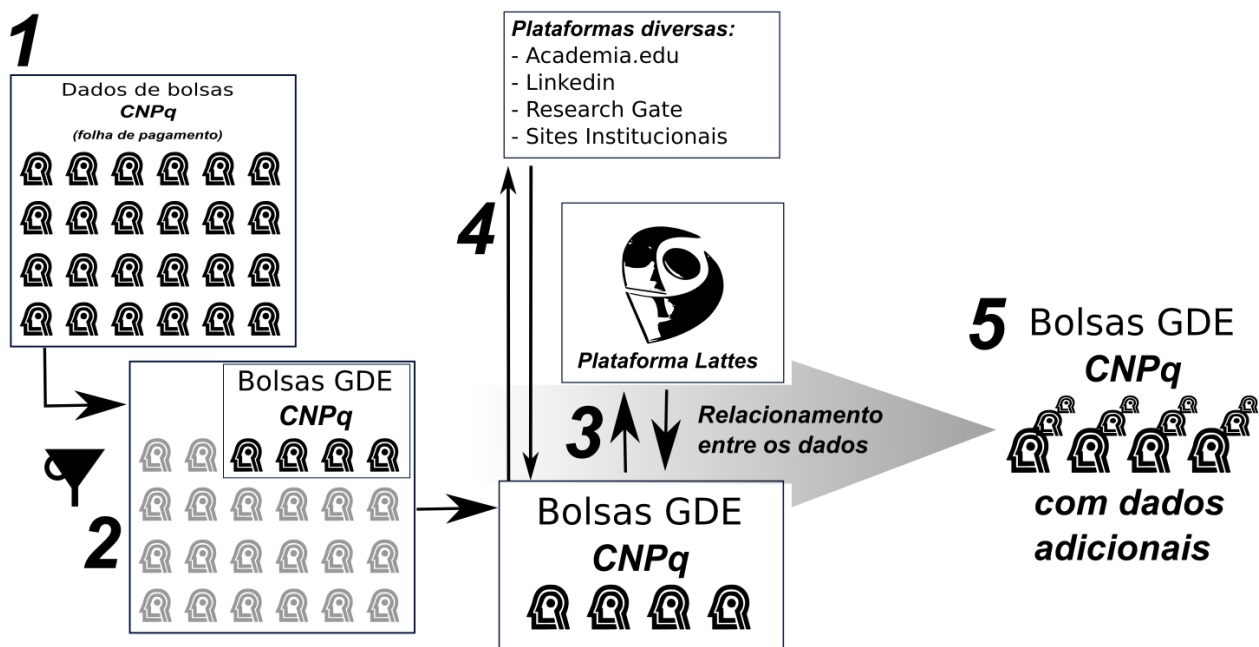 1
Dados de bolsas
CNPq
(folha de pagamento)
2
Bolsas GDE
CNPq
Plataformas diversas:
- Academia.edu
- Linkedin
- Research Gate
- Sites Institucionais
4
Plataforma Lattes
3
Relacionamento
entre os dados
Bolsas GDE
CNPq
5
Bolsas GDE
CNPq
com dados
adicionais